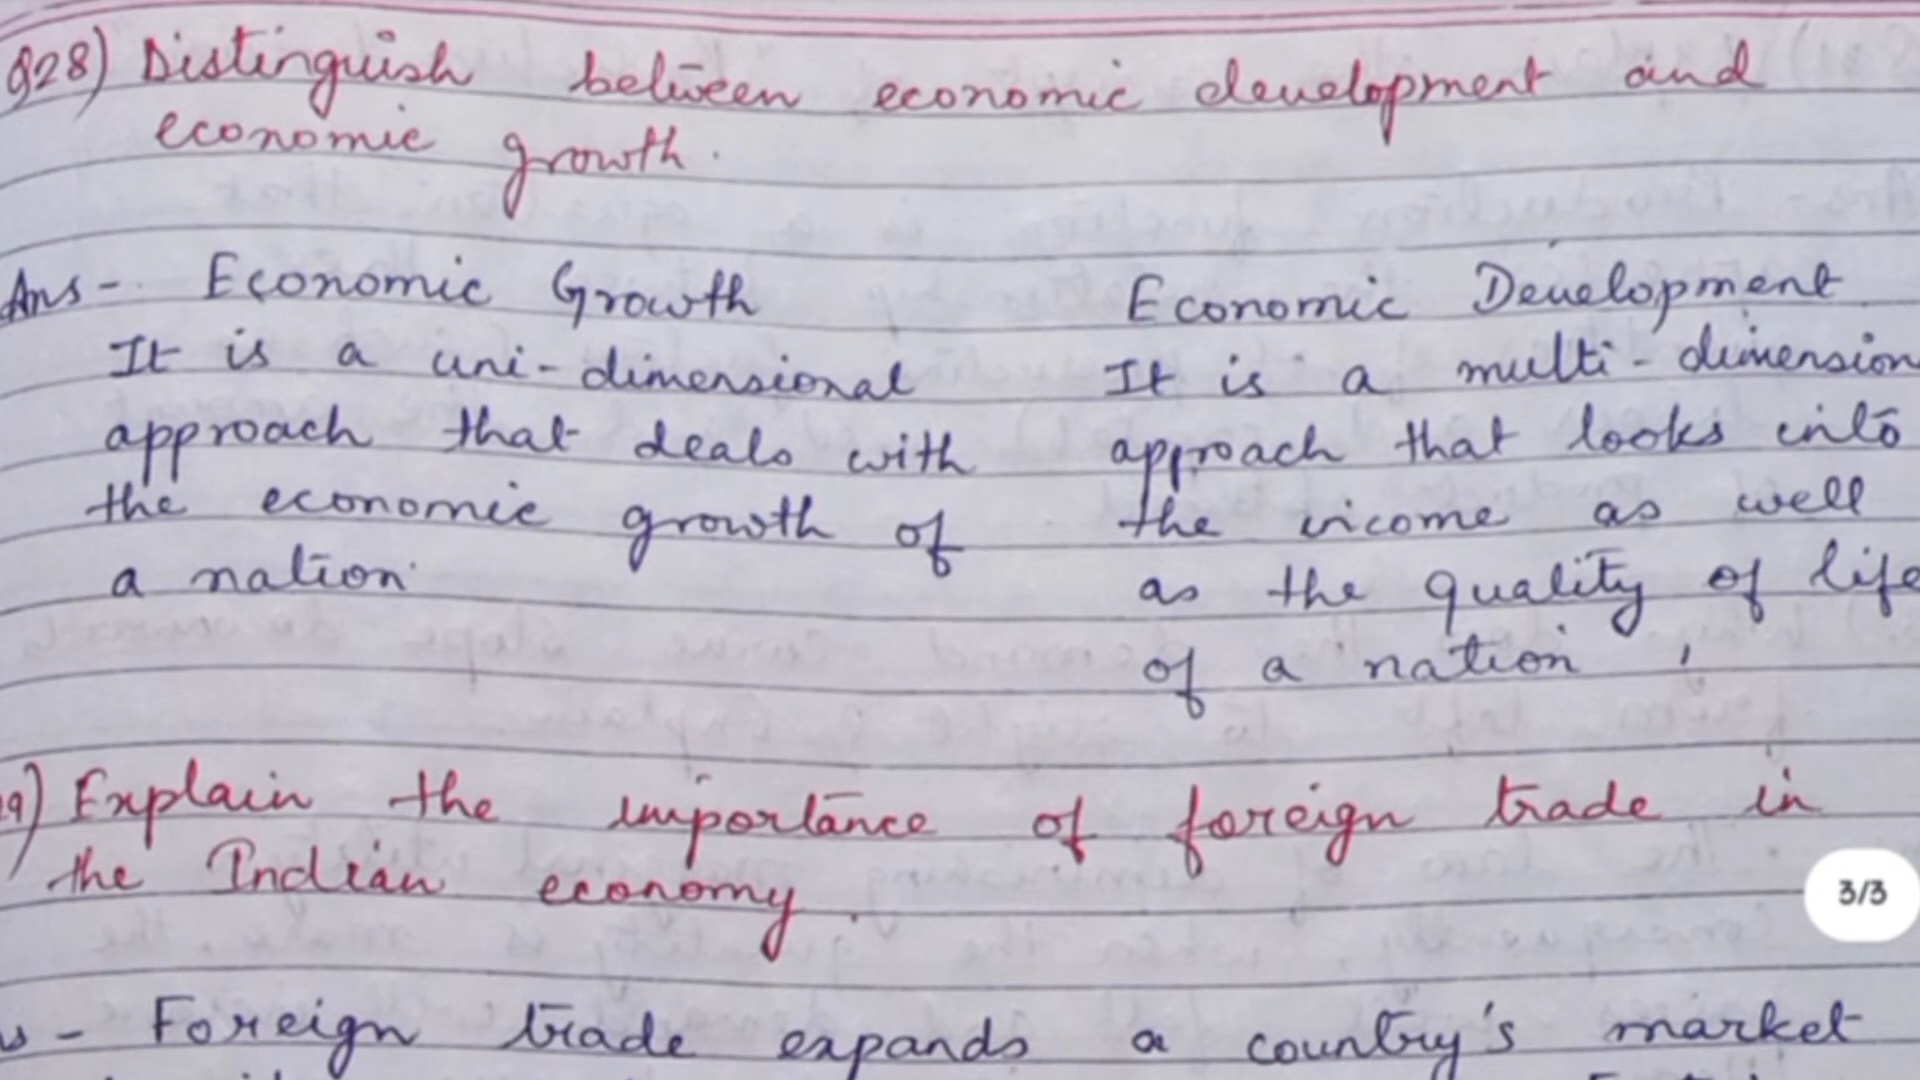 Q28) Distinguish between economic development and
economic growth.
Ans- Economic Growth
It is a uni-dimensional
approach that deals with
the economic growth of
a nation
Economic Development
It is a multi-dimension
approach that looks into
the income as well
as the quality of life
of a nation
9) Explain the importance of foreign trade in
the Indian economy.
3/3
s - Foreign trade expands a country's market